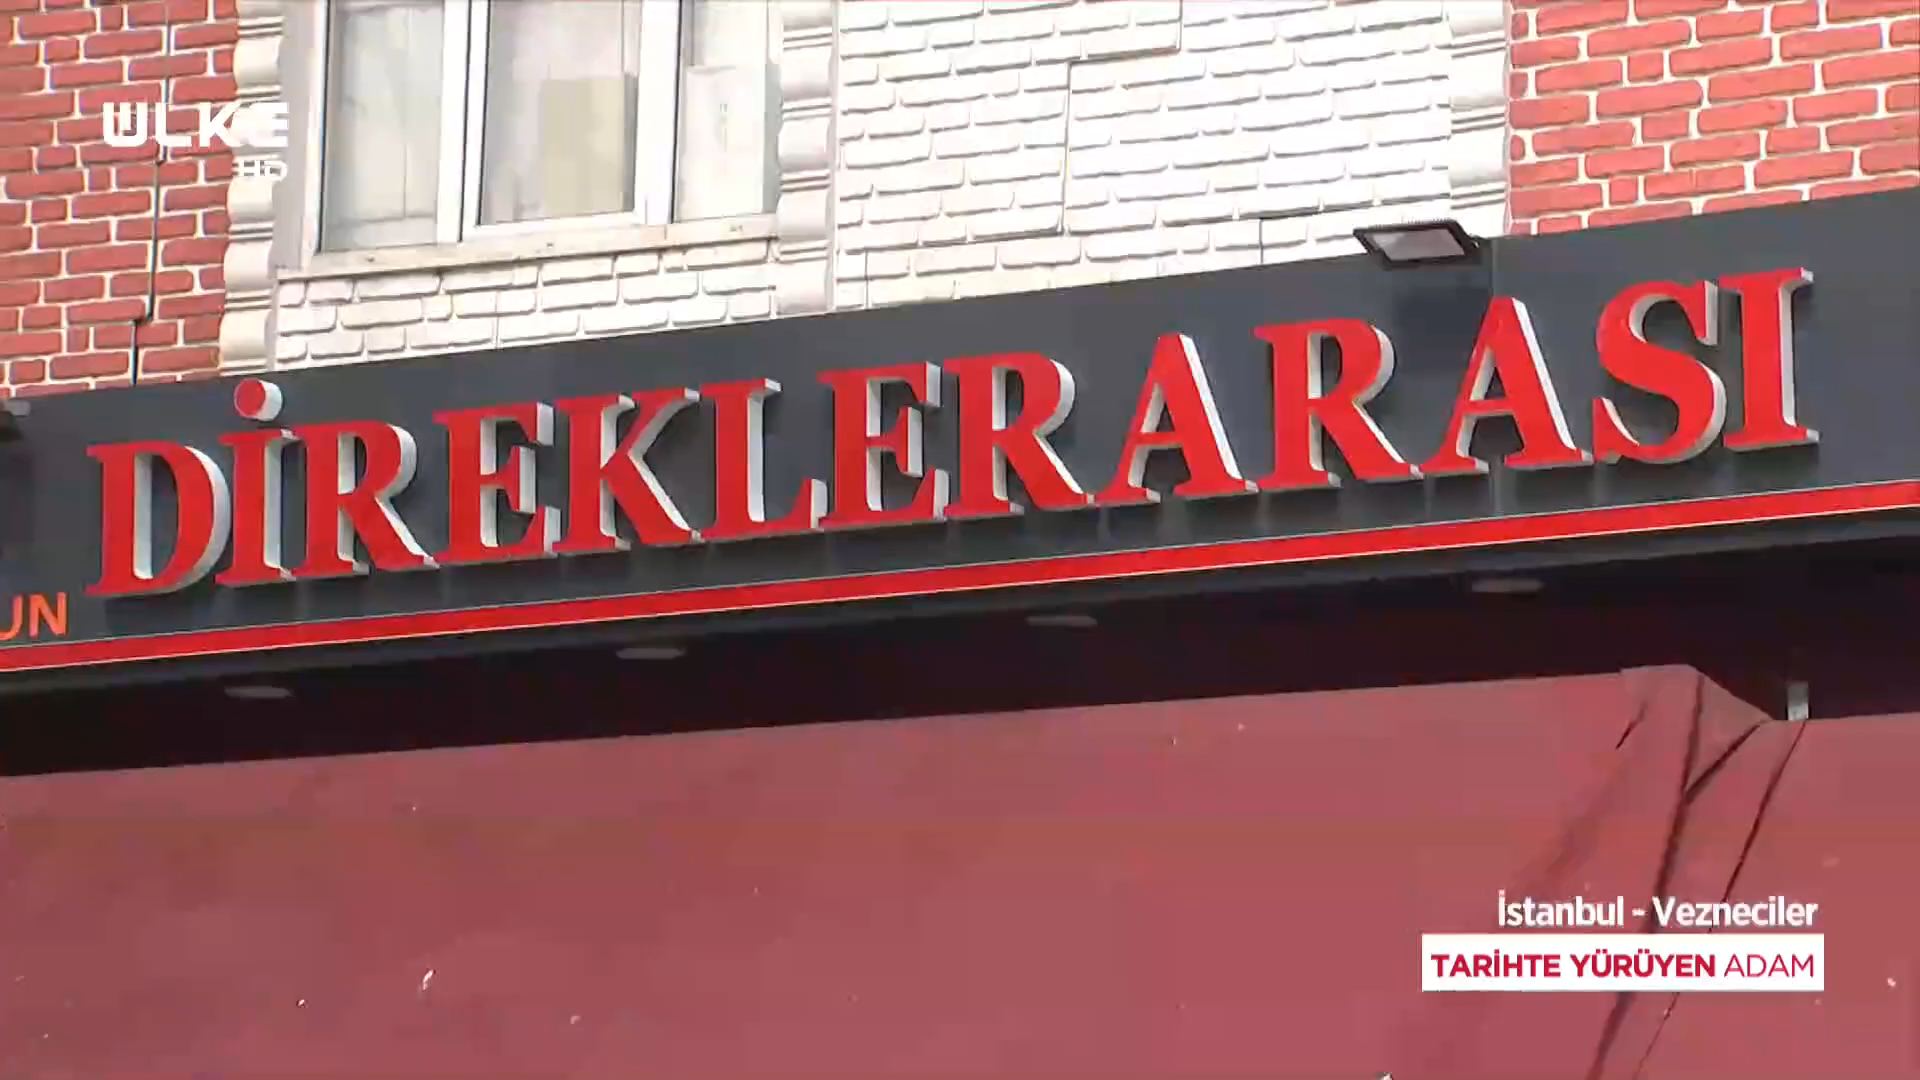 ÜLKE
HD
DİREKLERARASI
UN
İstanbul - Vezneciler
TARİHTE YÜRÜYEN ADAM